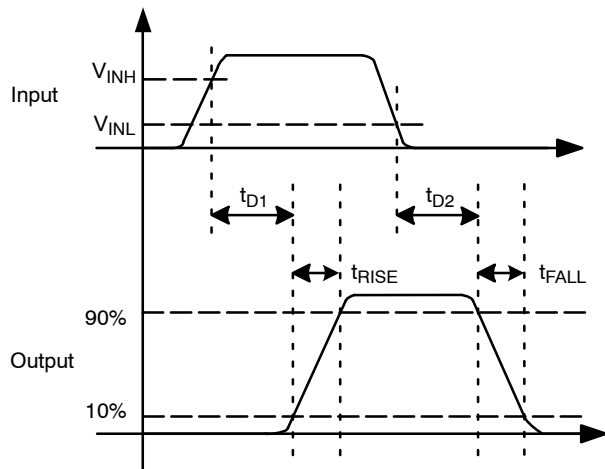 V_INH
Input
V_INL
t_D1
t_D2
t_RISE
t_FALL
90%
Output
10%